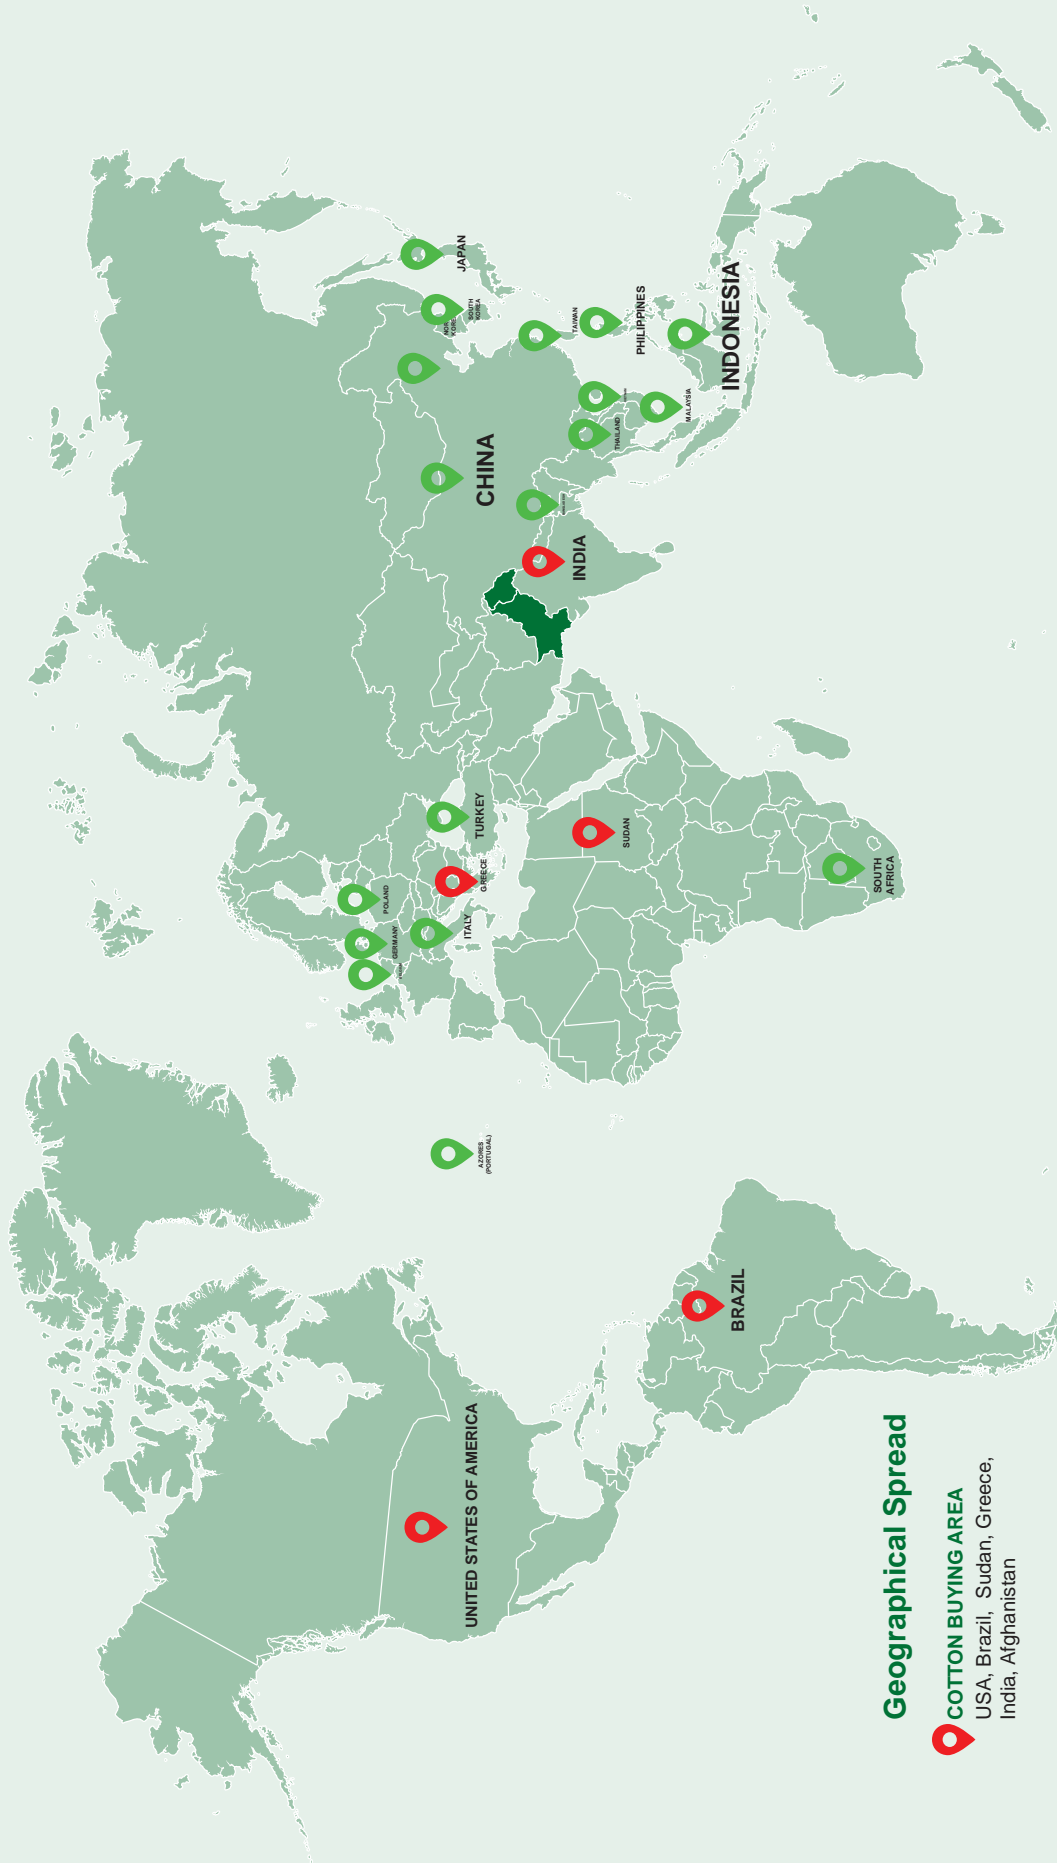 JAPAN
SOUTH
KOREA
TAIWAN
PHILIPPINES
INDONESIA
MALAYSIA
THAILAND
CHINA
INDIA
TURKEY
GREECE
POLAND
GERMANY
ITALY
SUDAN
SOUTH
AFRICA
AZORES
(PORTUGAL)
BRAZIL
UNITED STATES OF AMERICA
Geographical Spread
COTTON BUYING AREA
USA, Brazil, Sudan, Greece,
India, Afghanistan